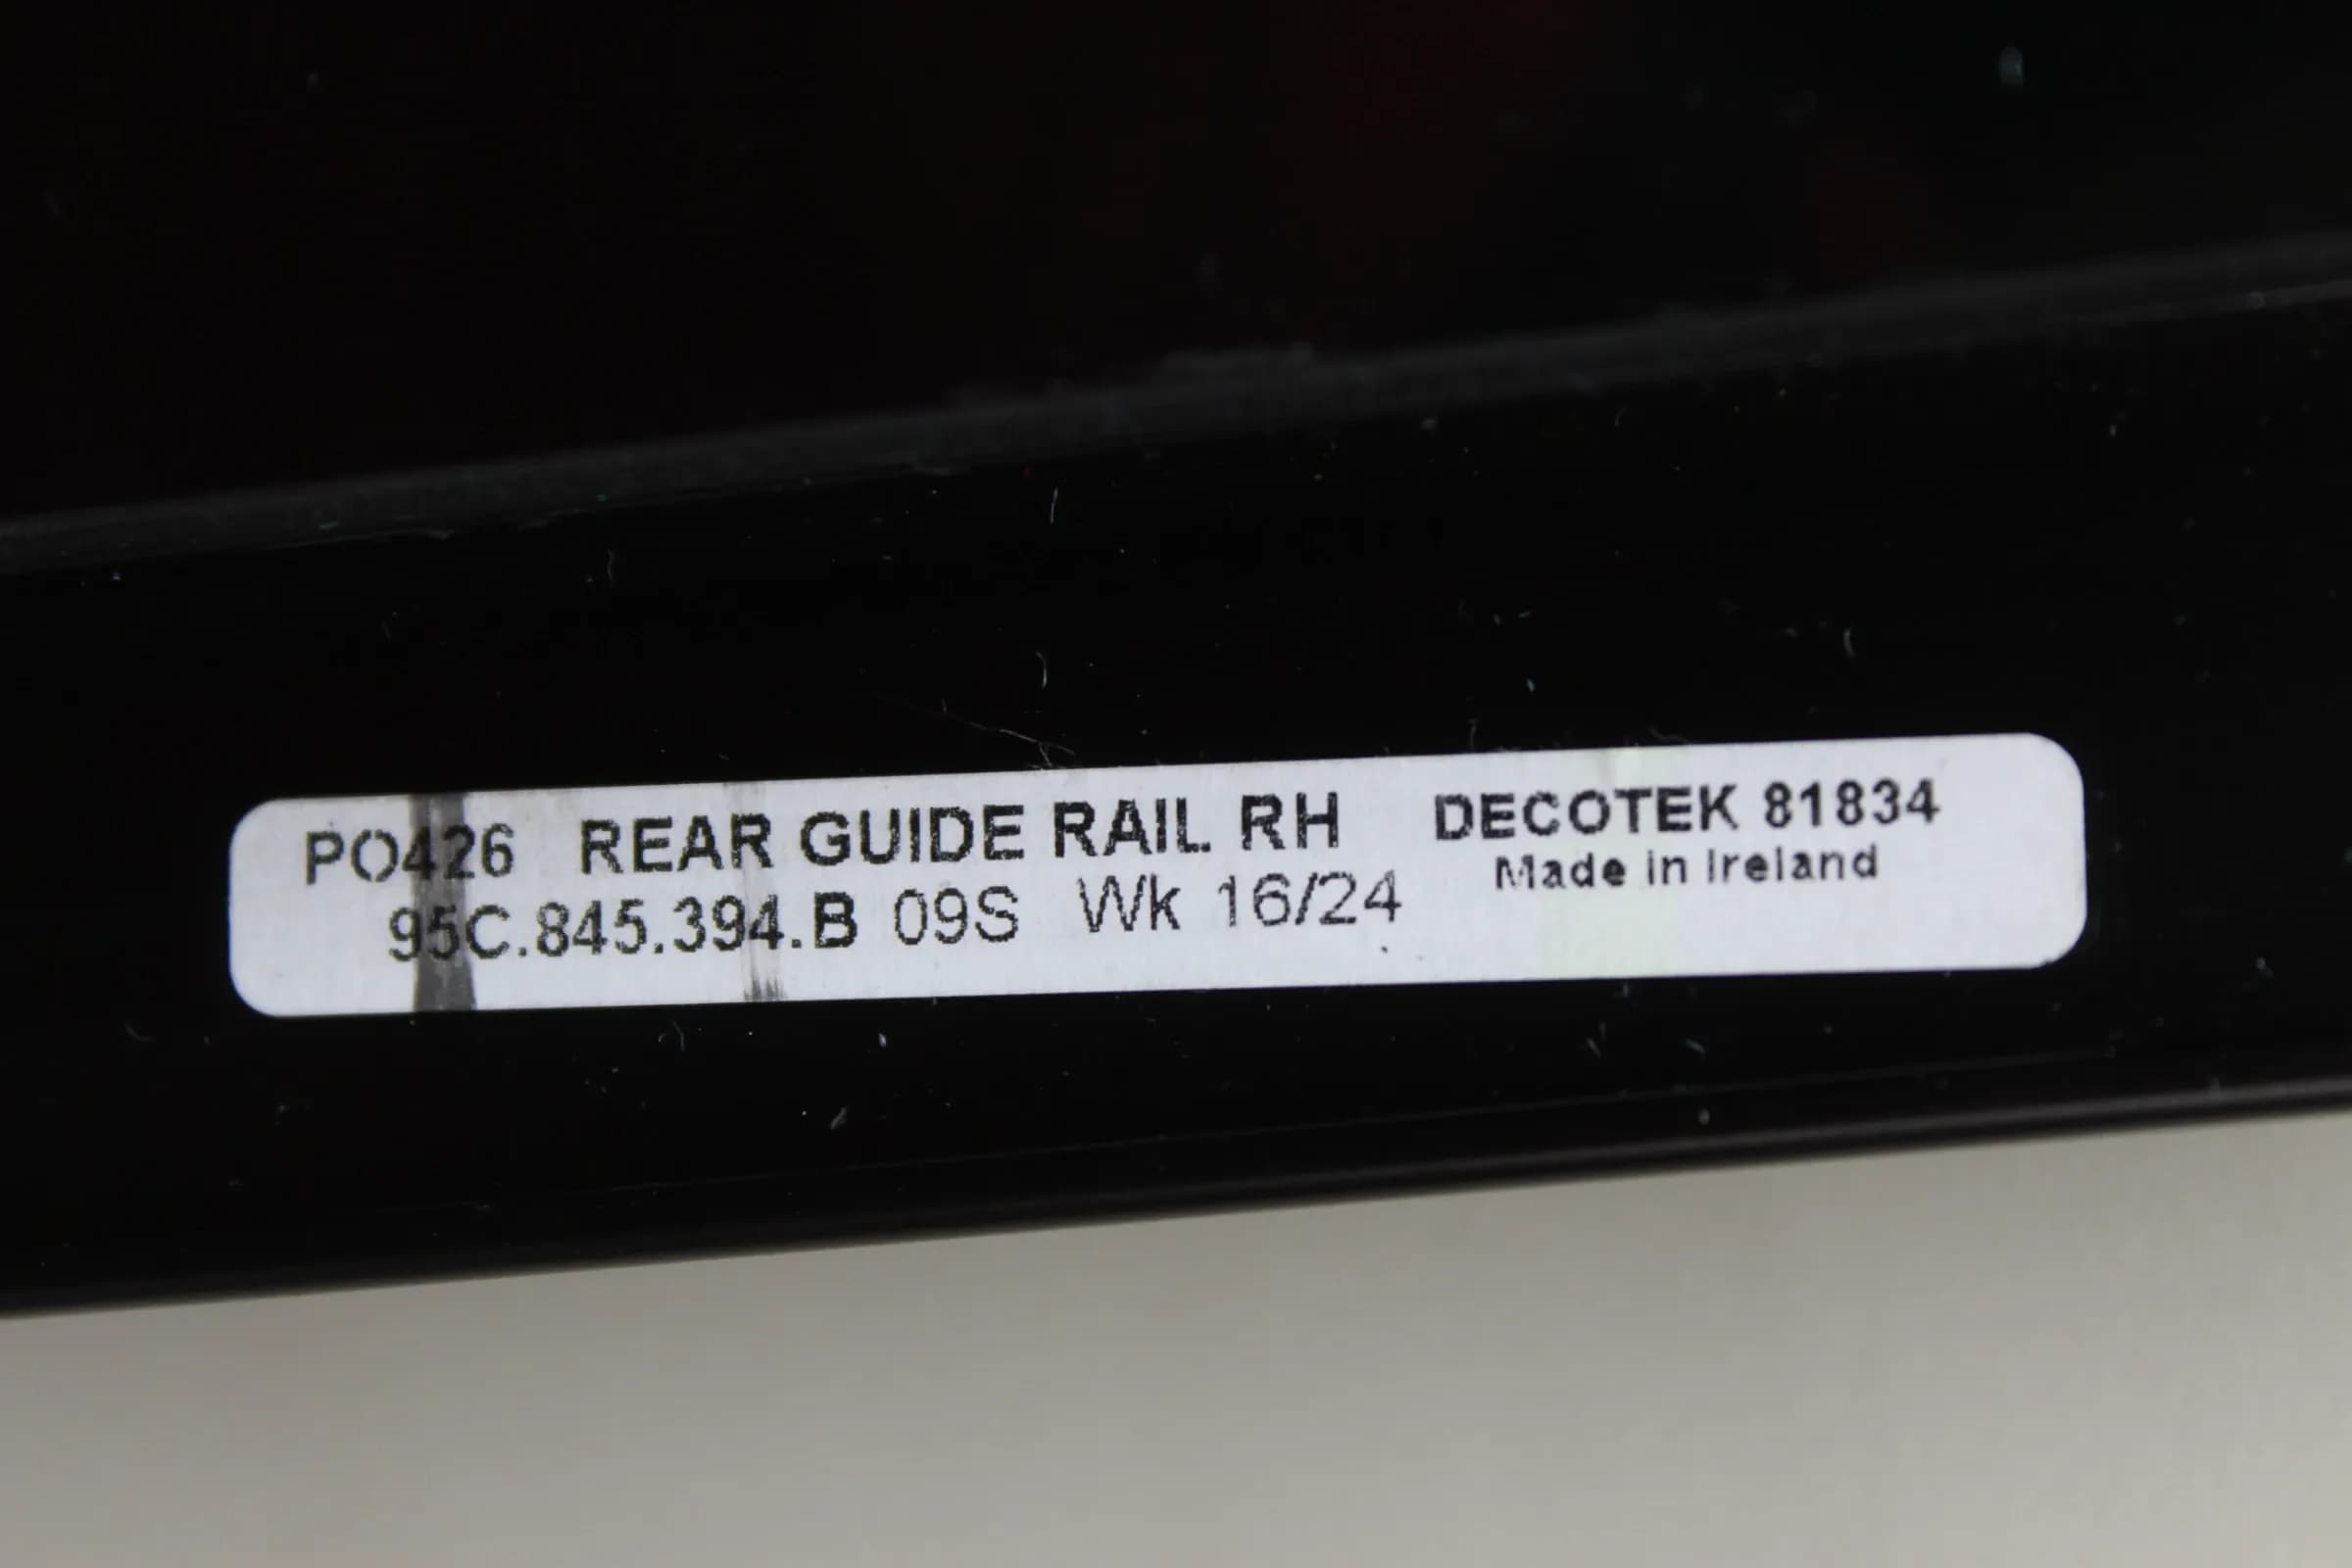 PO426 REAR GUIDE RAIL RH DECOTEK 81834
Made in Ireland
95C.845.394.B 09S Wk 16/24